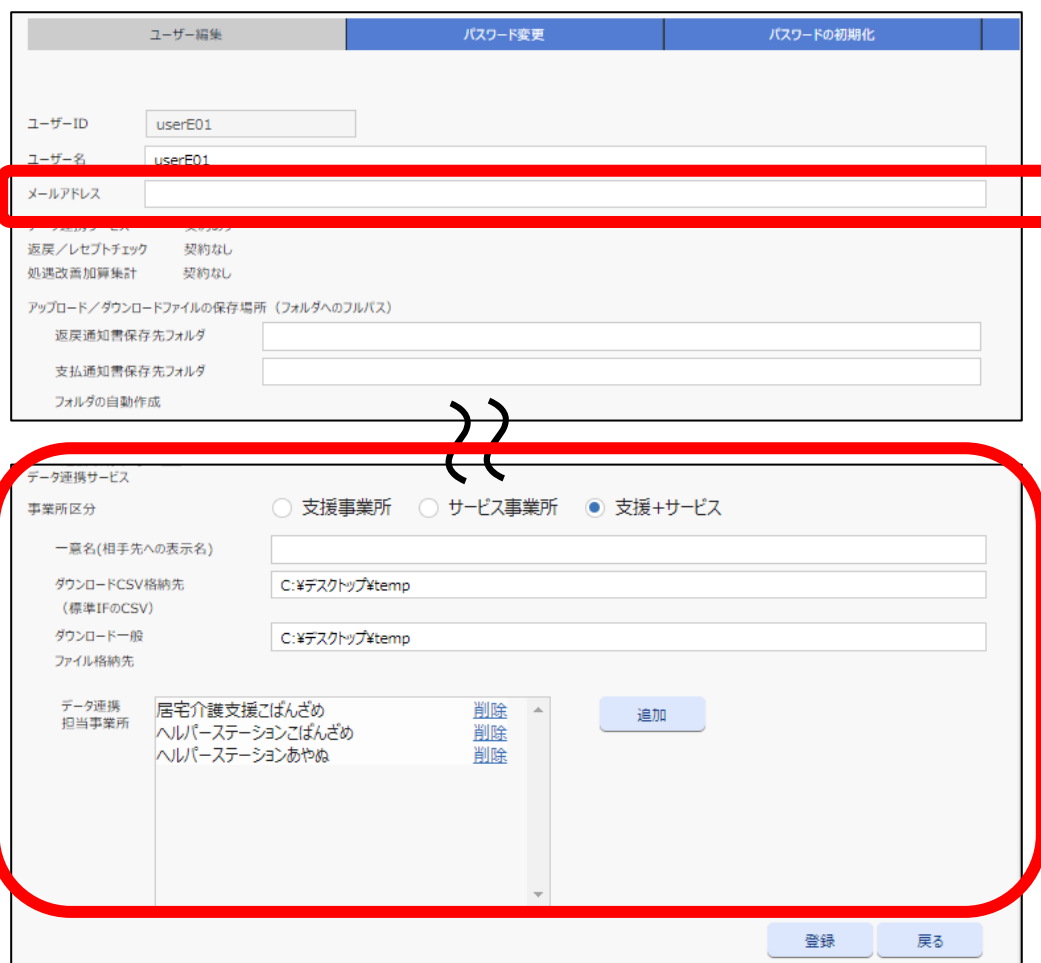 ユーザー編集 パスワード変更 パスワードの初期化
ユーザーID userE01
ユーザー名 userE01
メールアドレス
返戻/レセプトチェック 契約なし
処遇改善加算集計 契約なし
アップロード/ダウンロードファイルの保存場所(フォルダへのフルパス)
返戻通知書保存先フォルダ
支払通知書保存先フォルダ
フォルダの自動作成
データ連携サービス
事業所区分 支援事業所 サービス事業所 支援+サービス
一意名(相手先への表示名)
ダウンロードCSV格納先 C:¥デスクトップ¥temp
(標準IFのCSV)
ダウンロード一般 C:¥デスクトップ¥temp
ファイル格納先
データ連携 居宅介護支援こばんざめ 削除 追加
担当事業所 ヘルパーステーションこばんざめ 削除
ヘルパーステーションあやぬ 削除
登録 戻る